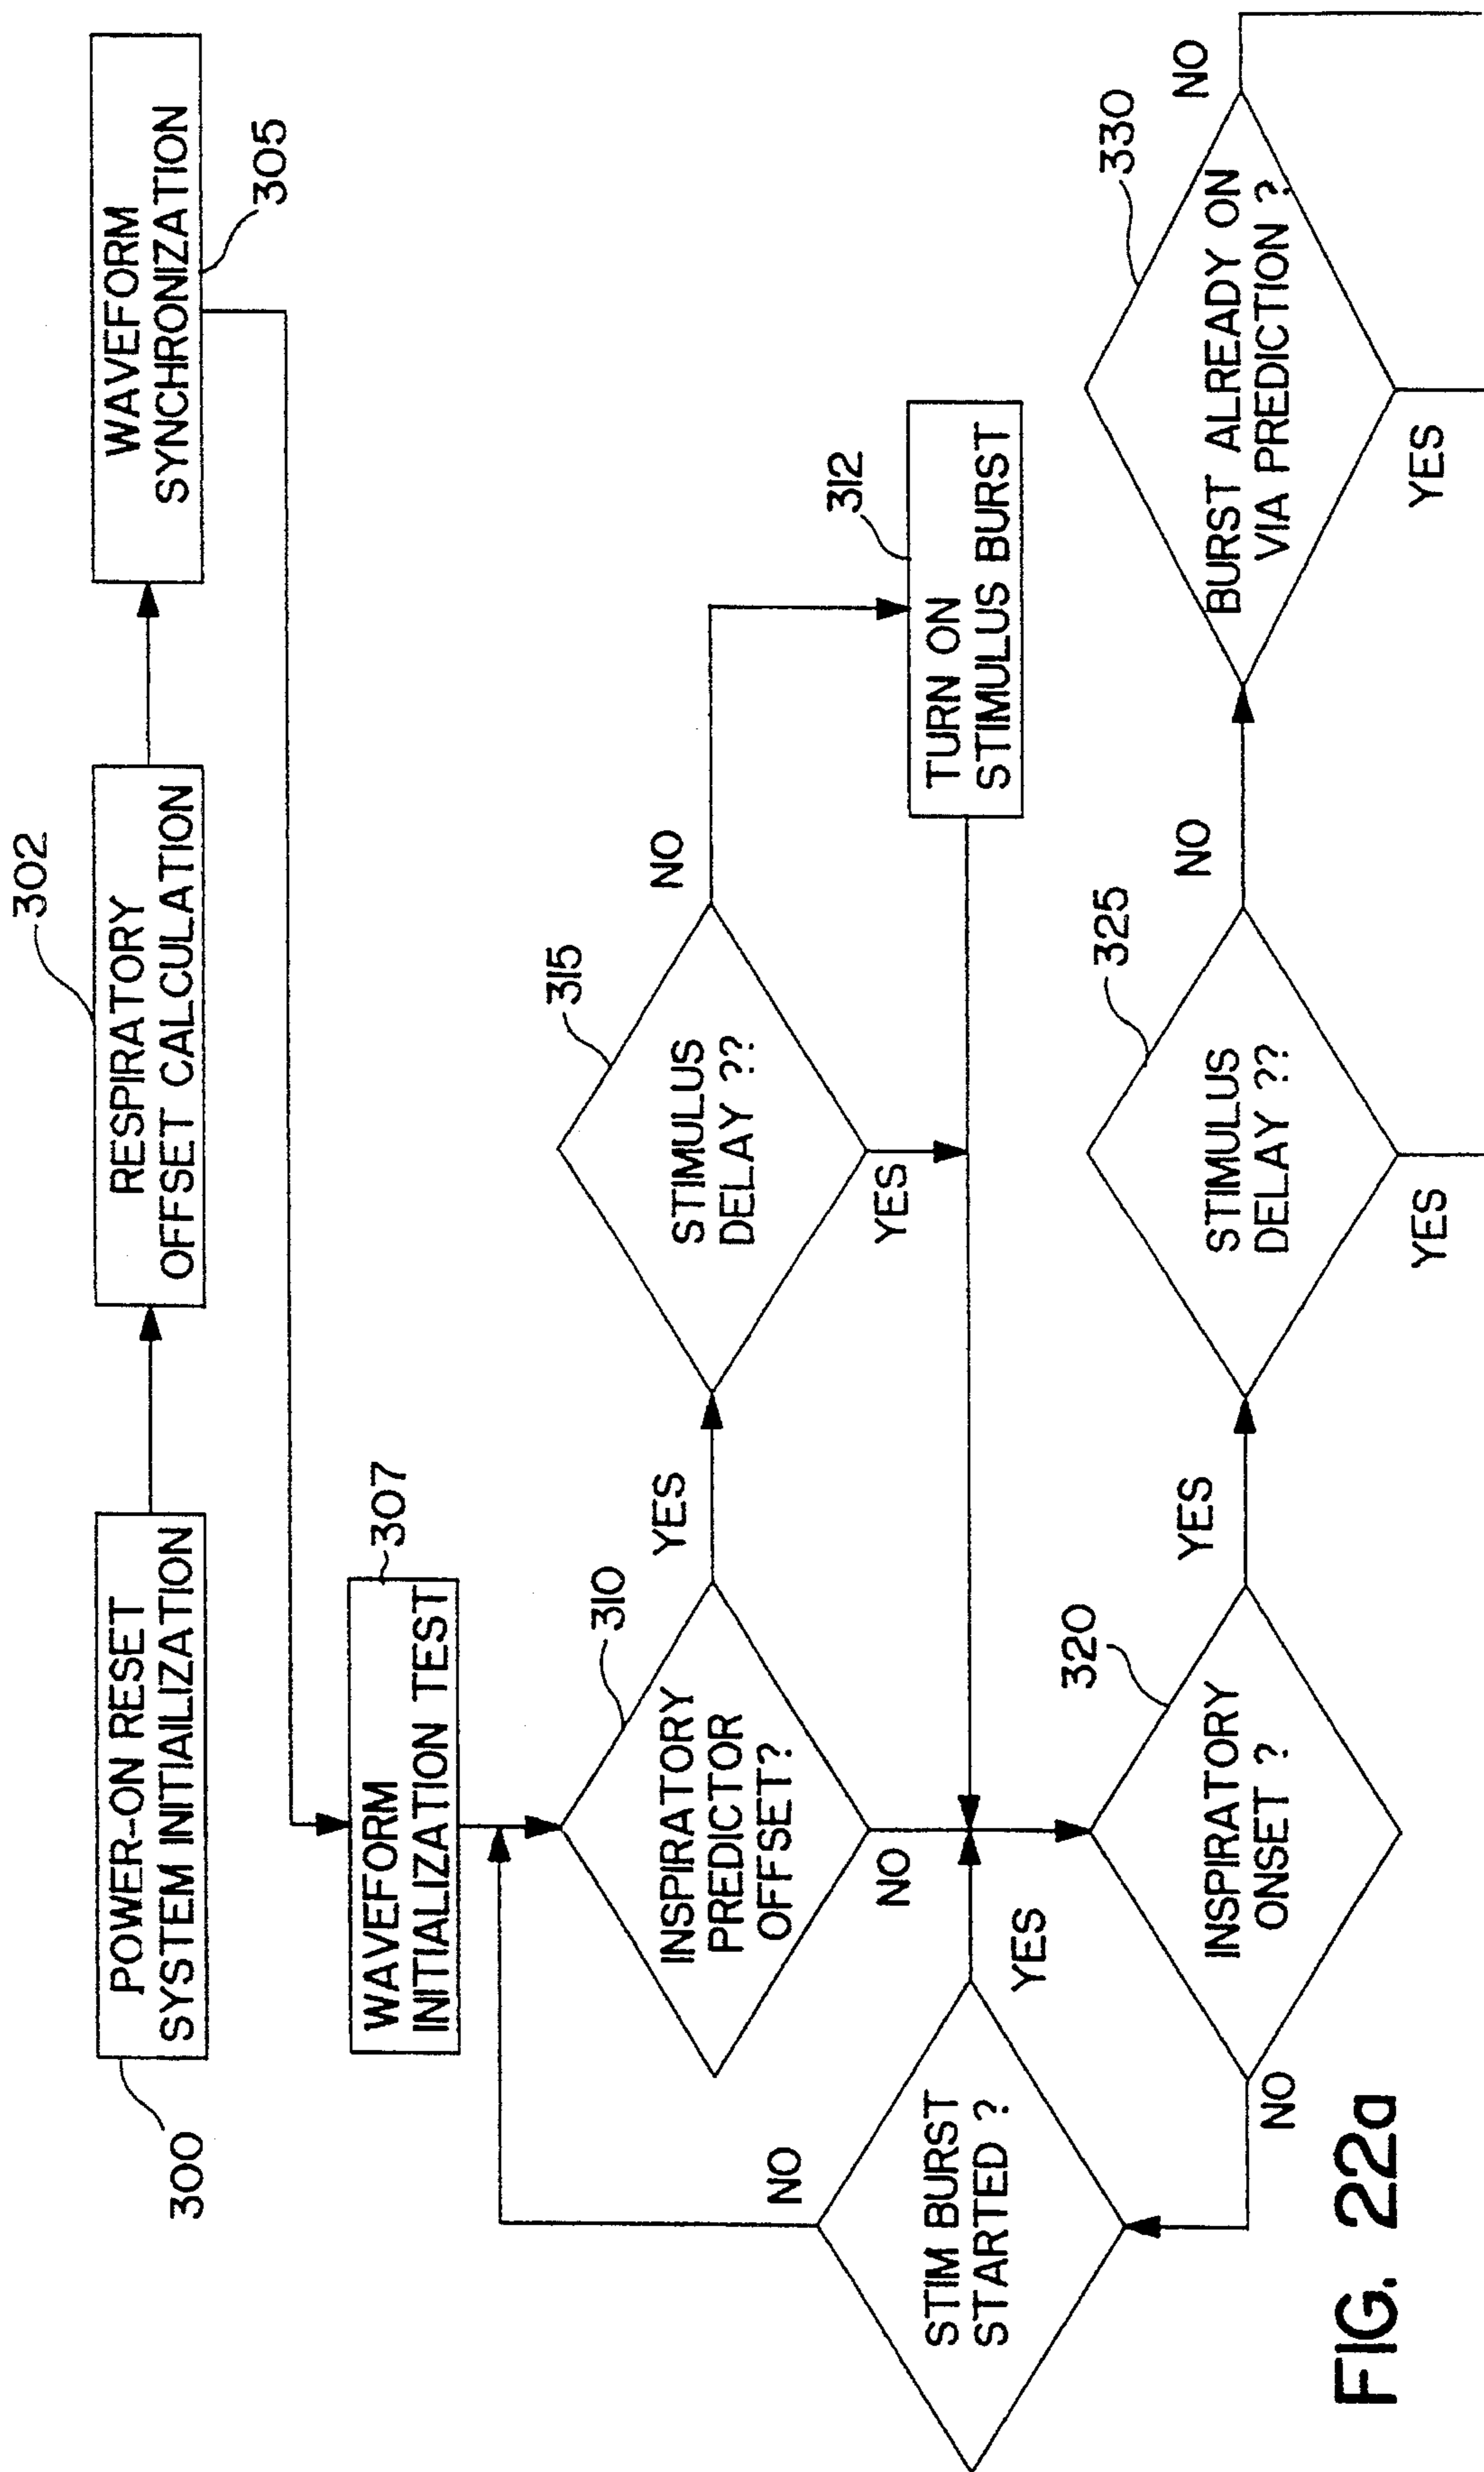 300
POWER-ON RESET
SYSTEM INITIAILIZATION
302
RESPIRATORY
OFFSET CALCULATION
WAVEFORM
SYNCHRONIZATION
305
WAVEFORM
INITIALIZATION TEST
307
310
INSPIRATORY
PREDICTOR
OFFSET?
YES
NO
315
STIMULUS
DELAY ??
NO
YES
312
TURN ON
STIMULUS BURST
NO
STIM BURST
STARTED ?
YES
320
INSPIRATORY
ONSET ?
YES
NO
325
STIMULUS
DELAY ??
NO
YES
330
BURST ALREADY ON
VIA PREDICTION ?
NO
YES
FIG. 22a